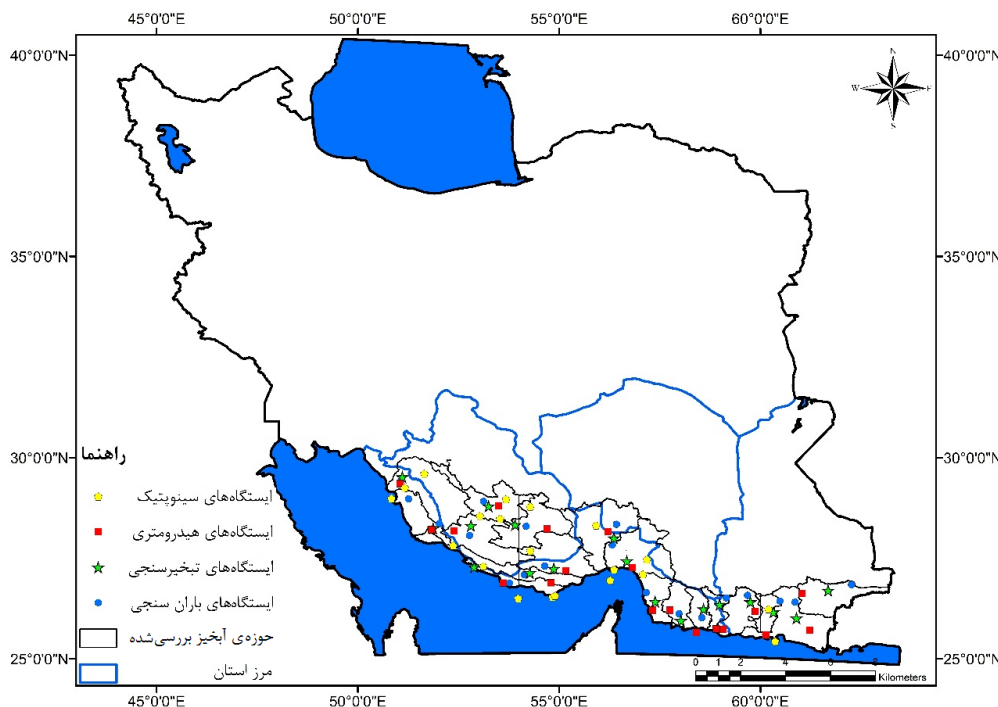 45°0'0"E 50°0'0"E 55°0'0"E 60°0'0"E
40°0'0"N 40°0'0"N
N
W E
S
35°0'0"N 35°0'0"N
30°0'0"N 30°0'0"N
راهنما
ایستگاه‌های سینوپتیک
ایستگاه‌های هیدرومتری
ایستگاه‌های تبخیرسنجی
ایستگاه‌های باران سنجی
حوزه‌ی آبخیز بررسی‌شده
مرز استان
25°0'0"N 25°0'0"N
0 1 2 4 6 8
Kilometers
45°0'0"E 50°0'0"E 55°0'0"E 60°0'0"E